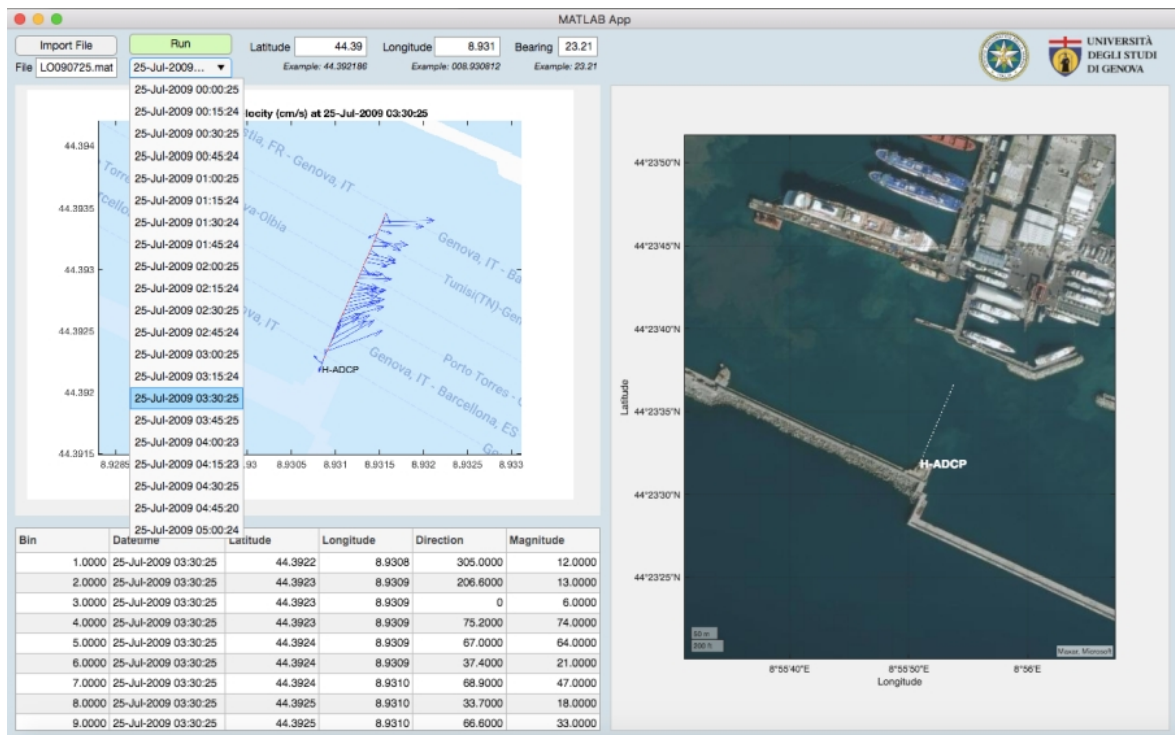 MATLAB App
Import File
Run
Latitude 44.39 Longitude 8.931 Bearing 23.21
File LO090725.mat 25-Jul-2009... ▼
Example: 44.392186 Example: 008.930812 Example: 23.21
UNIVERSITÀ
DEGLI STUDI
DI GENOVA
25-Jul-2009 00:00:25
25-Jul-2009 00:15:24
25-Jul-2009 00:30:25
25-Jul-2009 00:45:24
25-Jul-2009 01:00:25
25-Jul-2009 01:15:24
25-Jul-2009 01:30:24
25-Jul-2009 01:45:24
25-Jul-2009 02:00:25
25-Jul-2009 02:15:24
25-Jul-2009 02:30:25
25-Jul-2009 02:45:24
25-Jul-2009 03:00:25
25-Jul-2009 03:15:24
25-Jul-2009 03:30:25
25-Jul-2009 03:45:25
25-Jul-2009 04:00:23
25-Jul-2009 04:15:23
25-Jul-2009 04:30:25
25-Jul-2009 04:45:20
25-Jul-2009 05:00:24
locity (cm/s) at 25-Jul-2009 03:30:25
44.394
44.3935
44.393
44.3925
44.392
44.3915
8.9285 .93 8.9305 8.931 8.9315 8.932 8.9325 8.933
stia, FR - Genova, IT
Torre
cello
va-Olbia
Genova, IT - Ba
Tunisi(TN)-Gen
va, IT
Porto Torres -
Genova, IT - Barcellona, ES
Ge
H-ADCP
Bin Datetime Latitude Longitude Direction Magnitude
1.0000 25-Jul-2009 03:30:25 44.3922 8.9308 305.0000 12.0000
2.0000 25-Jul-2009 03:30:25 44.3923 8.9309 206.6000 13.0000
3.0000 25-Jul-2009 03:30:25 44.3923 8.9309 0 6.0000
4.0000 25-Jul-2009 03:30:25 44.3923 8.9309 75.2000 74.0000
5.0000 25-Jul-2009 03:30:25 44.3924 8.9309 67.0000 64.0000
6.0000 25-Jul-2009 03:30:25 44.3924 8.9309 37.4000 21.0000
7.0000 25-Jul-2009 03:30:25 44.3924 8.9310 68.9000 47.0000
8.0000 25-Jul-2009 03:30:25 44.3925 8.9310 33.7000 18.0000
9.0000 25-Jul-2009 03:30:25 44.3925 8.9310 66.6000 33.0000
44°23'50"N
44°23'45"N
44°23'40"N
44°23'35"N
44°23'30"N
44°23'25"N
Latitude
H-ADCP
50 m
200 ft
Maxar, Microsoft
8°55'40"E 8°55'50"E 8°56'E
Longitude